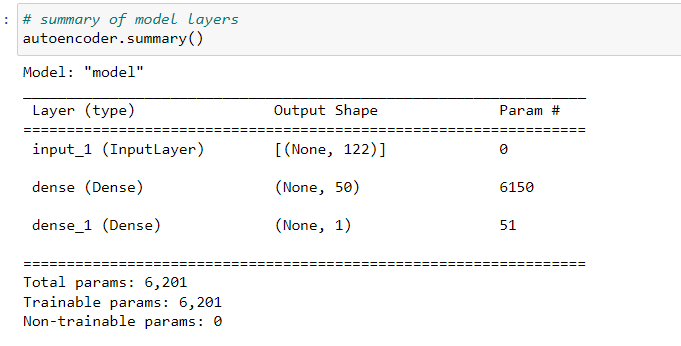 :
# summary of model layers
autoencoder.summary()
Model: "model"
Layer (type) Output Shape Param #
input_1 (InputLayer) [(None, 122)] 0
dense (Dense) (None, 50) 6150
dense_1 (Dense) (None, 1) 51
Total params: 6,201
Trainable params: 6,201
Non-trainable params: 0